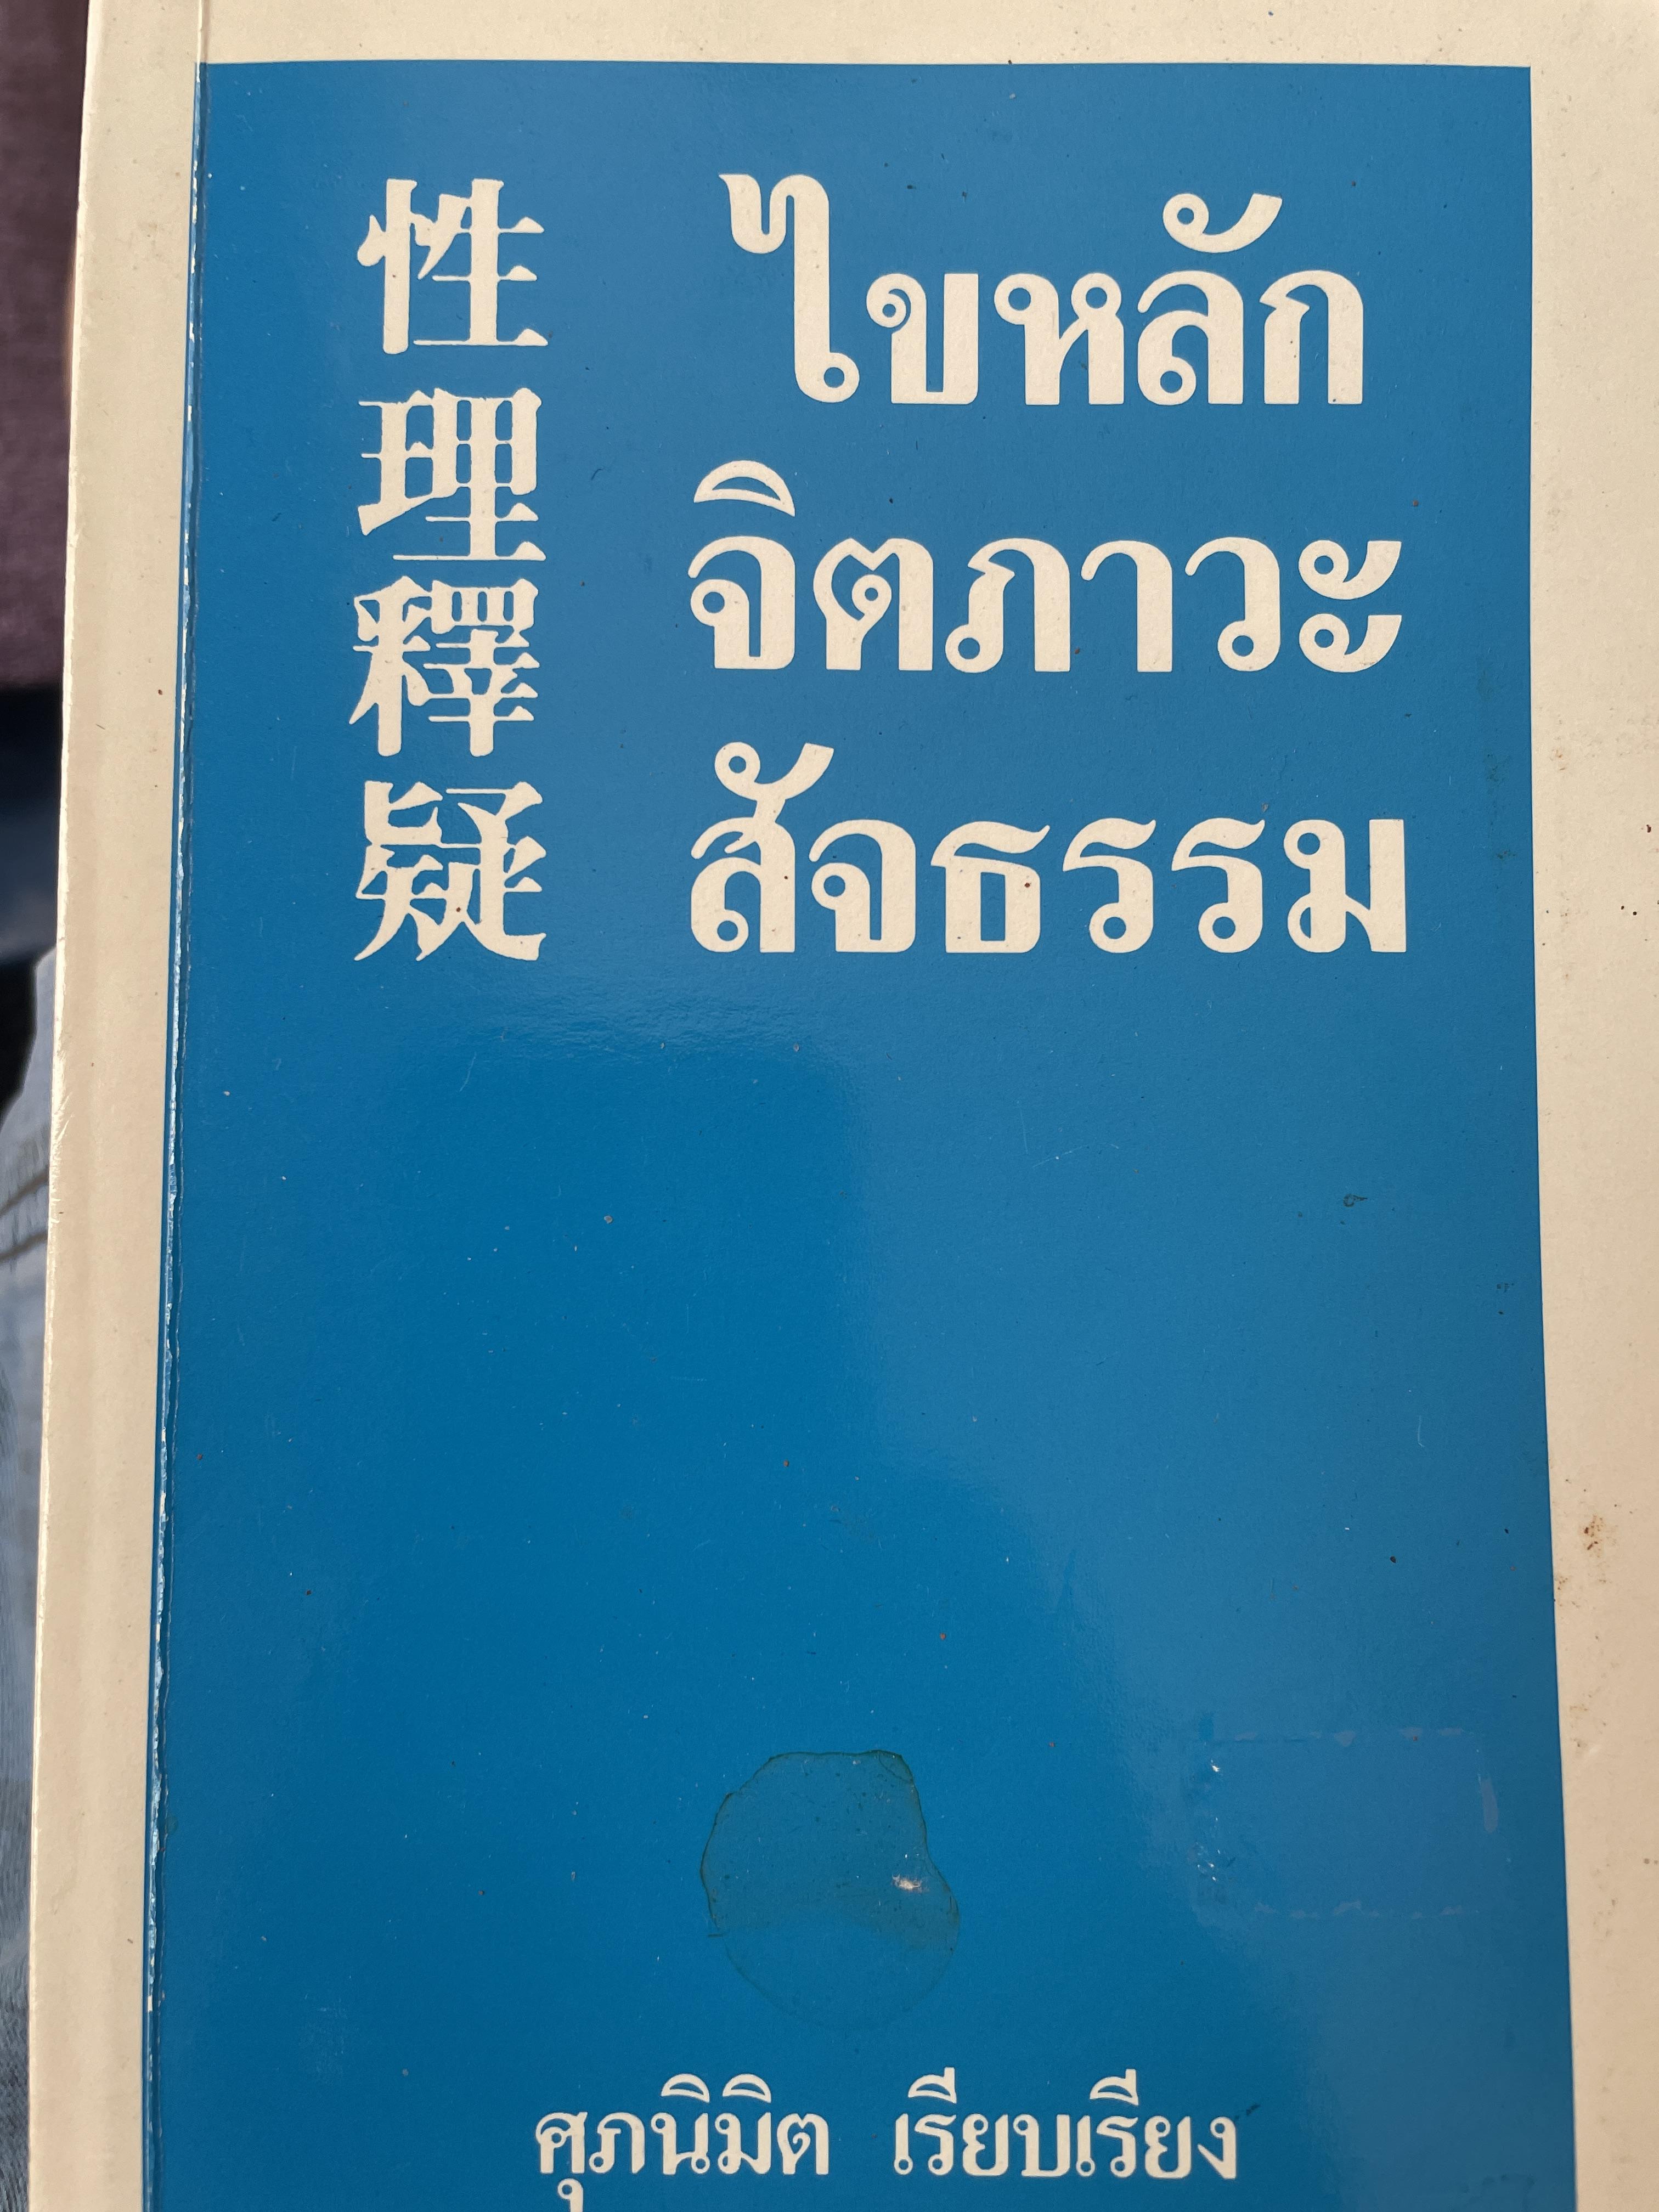 性理釋疑
ไขหลัก
จิตภาวะ
สัจธรรม
ศุภนิมิต เรียบเรียง